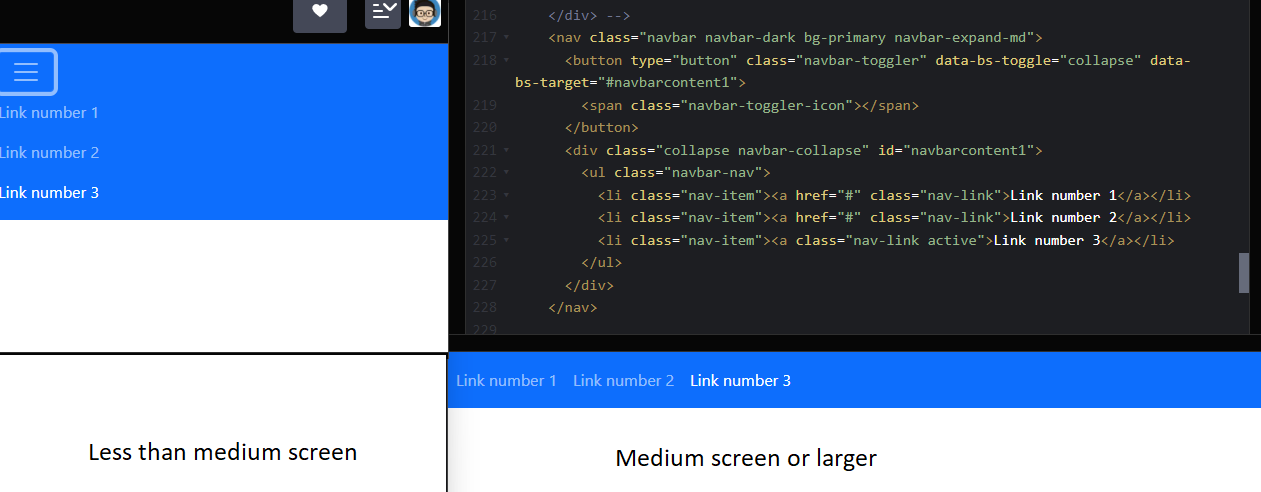 216 </div> -->
217 <nav class="navbar navbar-dark bg-primary navbar-expand-md">
218 <button type="button" class="navbar-toggler" data-bs-toggle="collapse" data-
bs-target="#navbarcontent1">
219 <span class="navbar-toggler-icon"></span>
220 </button>
221 <div class="collapse navbar-collapse" id="navbarcontent1">
222 <ul class="navbar-nav">
223 <li class="nav-item"><a href="#" class="nav-link">Link number 1</a></li>
224 <li class="nav-item"><a href="#" class="nav-link">Link number 2</a></li>
225 <li class="nav-item"><a class="nav-link active">Link number 3</a></li>
226 </ul>
227 </div>
228 </nav>
229
Link number 1
Link number 2
Link number 3
Less than medium screen
Link number 1 Link number 2 Link number 3
Medium screen or larger